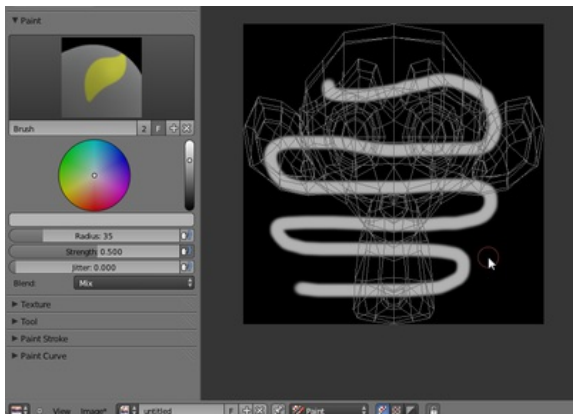 Paint
Brush 2 F
Radius: 35
Strength: 0.500
Jitter: 0.000
Blend: Mix
Texture
Tool
Paint Stroke
Paint Curve
View Image* untitled F Paint